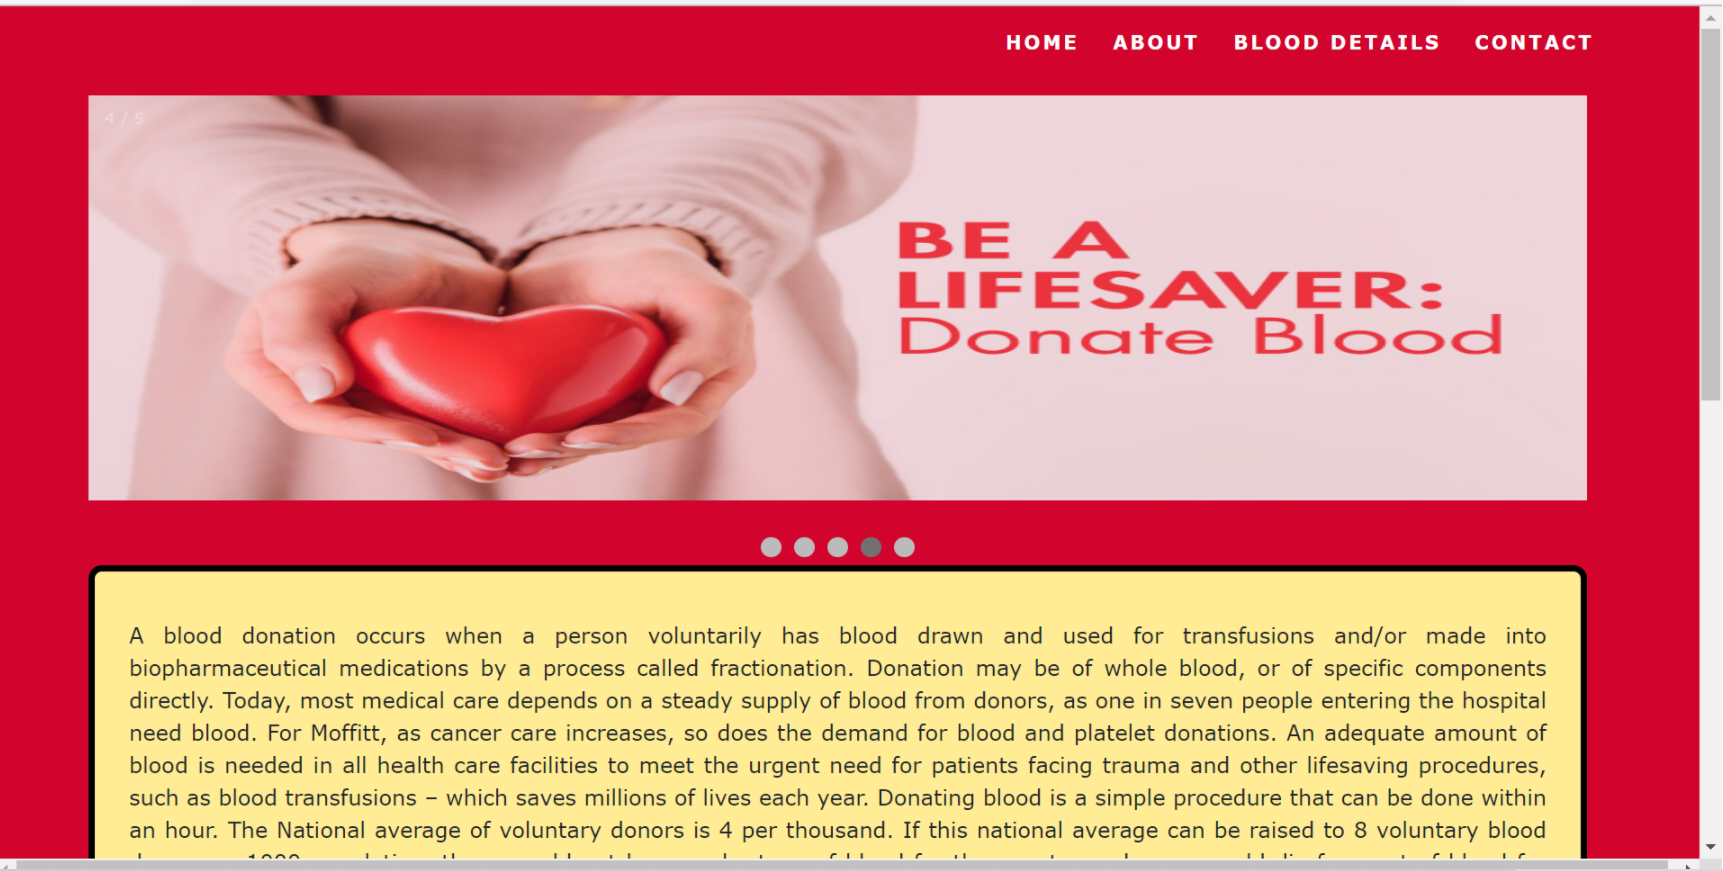 HOME ABOUT BLOOD DETAILS CONTACT
4 / 5
BE A
LIFESAVER:
Donate Blood
A blood donation occurs when a person voluntarily has blood drawn and used for transfusions and/or made into
biopharmaceutical medications by a process called fractionation. Donation may be of whole blood, or of specific components
directly. Today, most medical care depends on a steady supply of blood from donors, as one in seven people entering the hospital
need blood. For Moffitt, as cancer care increases, so does the demand for blood and platelet donations. An adequate amount of
blood is needed in all health care facilities to meet the urgent need for patients facing trauma and other lifesaving procedures,
such as blood transfusions – which saves millions of lives each year. Donating blood is a simple procedure that can be done within
an hour. The National average of voluntary donors is 4 per thousand. If this national average can be raised to 8 voluntary blood